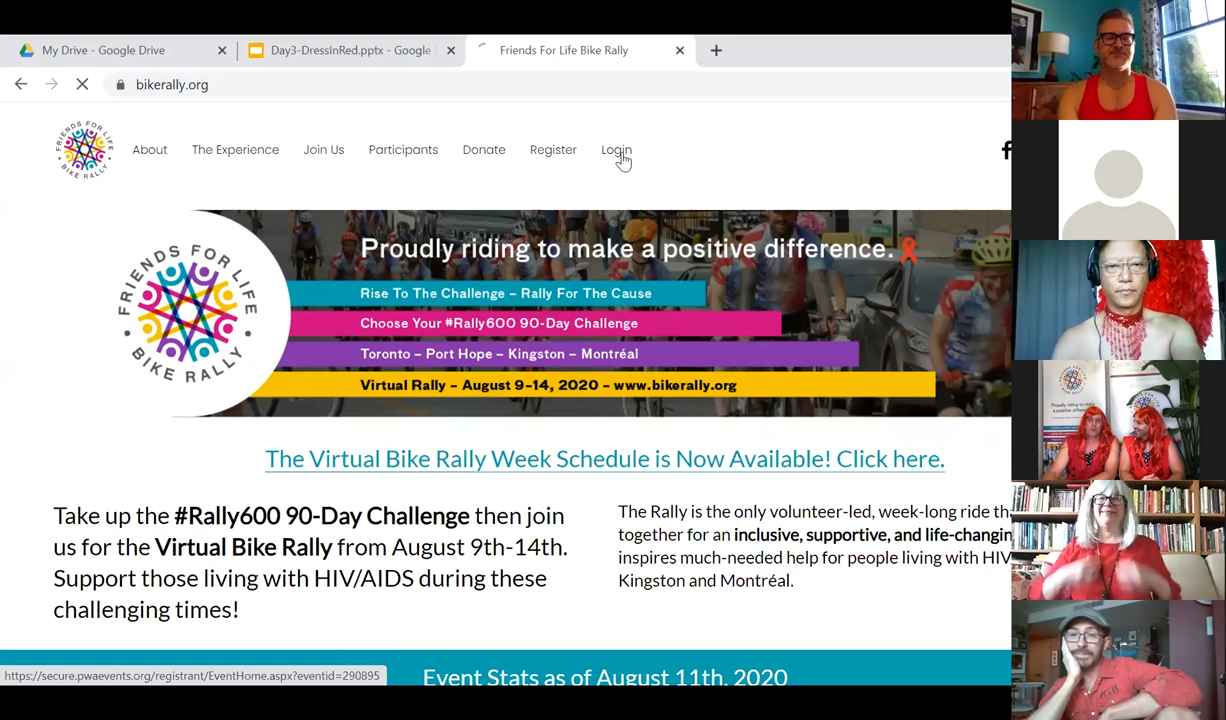 My Drive - Google Drive
Day3-DressInRed.pptx - Google S
Friends For Life Bike Rally
bikerally.org
FRIENDS FOR LIFE
BIKE RALLY
About
The Experience
Join Us
Participants
Donate
Register
Login
FRIENDS FOR LIFE
BIKE RALLY
Proudly riding to make a positive difference.
Rise To The Challenge – Rally For The Cause
Choose Your #Rally600 90-Day Challenge
Toronto – Port Hope – Kingston – Montréal
Virtual Rally – August 9-14, 2020 – www.bikerally.org
The Virtual Bike Rally Week Schedule is Now Available! Click here.
Take up the #Rally600 90-Day Challenge then join
us for the Virtual Bike Rally from August 9th-14th.
Support those living with HIV/AIDS during these
challenging times!
The Rally is the only volunteer-led, week-long ride th
together for an inclusive, supportive, and life-changin
inspires much-needed help for people living with HIV
Kingston and Montréal.
Event Stats as of August 11th, 2020
https://secure.pwaevents.org/registrant/EventHome.aspx?eventid=290895